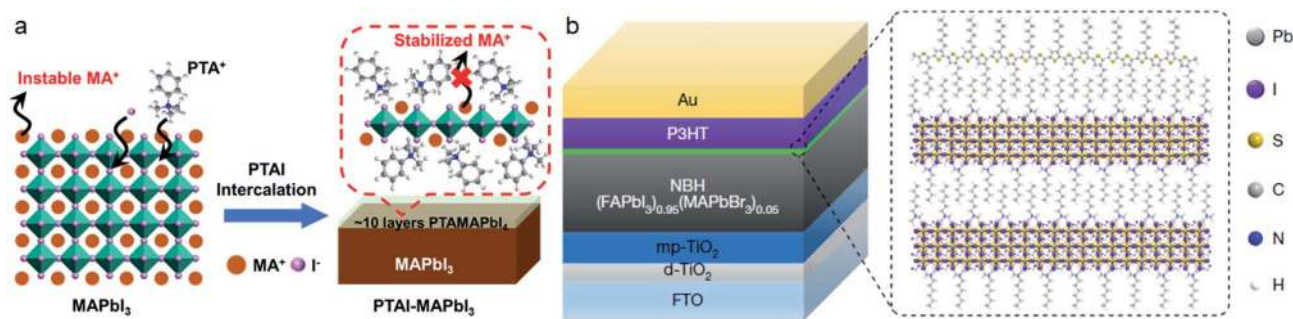 a
Instable MA⁺
PTA⁺
PTAI
Intercalation
MA⁺
I⁻
MAPbI₃
Stabilized MA⁺
~10 layers PTAMAPbI₄
MAPbI₃
PTAI-MAPbI₃
b
Au
P3HT
NBH
(FAPbI₃)₀.₉₅(MAPbBr₃)₀.₀₅
mp-TiO₂
d-TiO₂
FTO
Pb
I
S
C
N
H